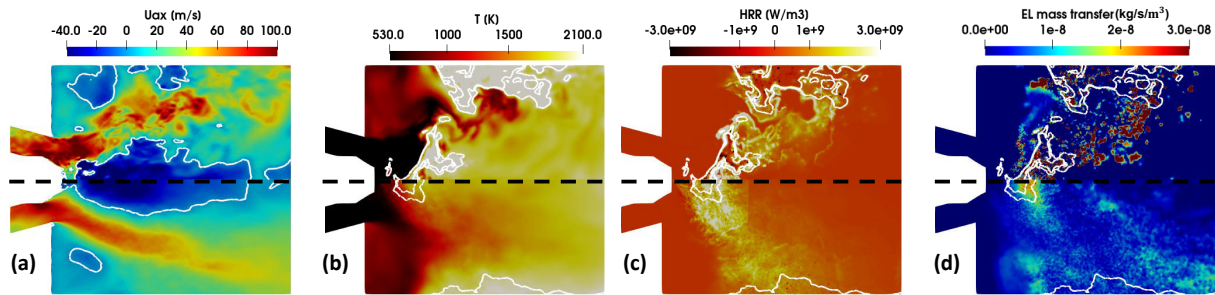 Uax (m/s)
-40.0 -20 0 20 40 60 80 100.0
T (K)
530.0 1000 1500 2100.0
HRR (W/m3)
-3.0e+09 -1e+9 0 1e+9 3.0e+09
EL mass transfer(kg/s/m³)
0.0e+00 1e-8 2e-8 3.0e-08
(a) (b) (c) (d)